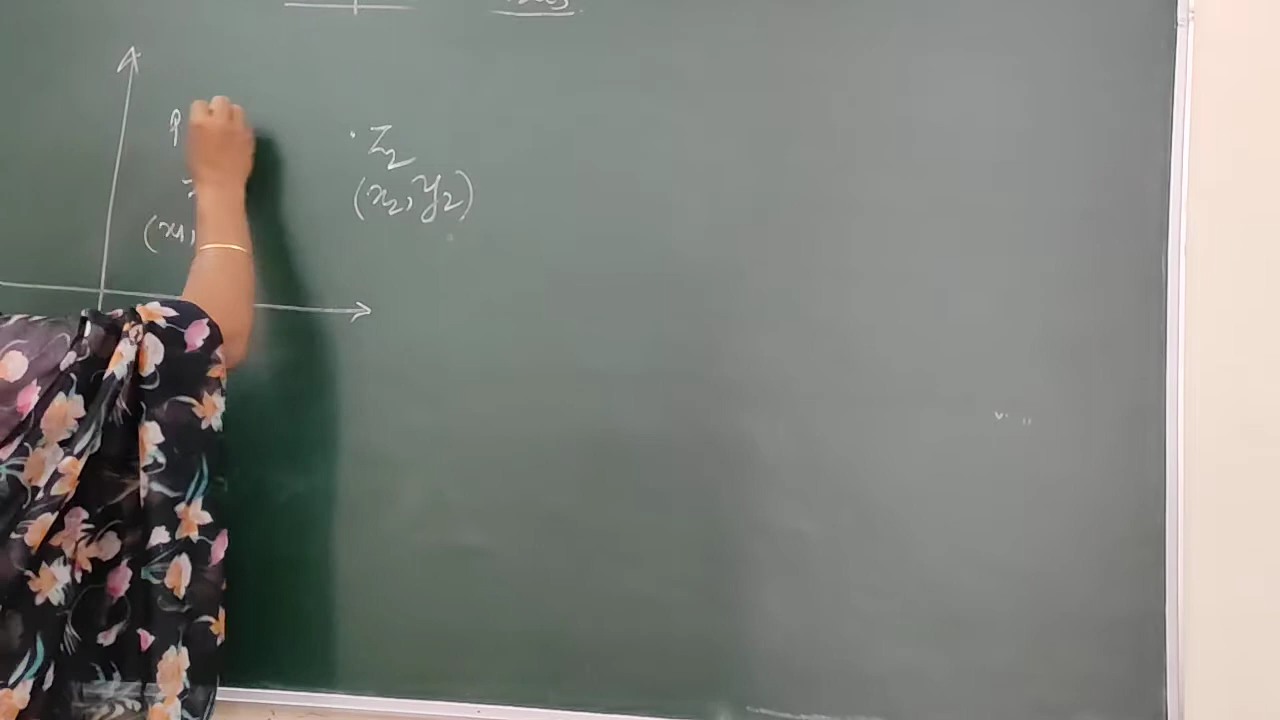 P
Z2
(x2, y2)
(x1,